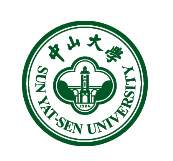 中山大學
SUN YAT-SEN UNIVERSITY